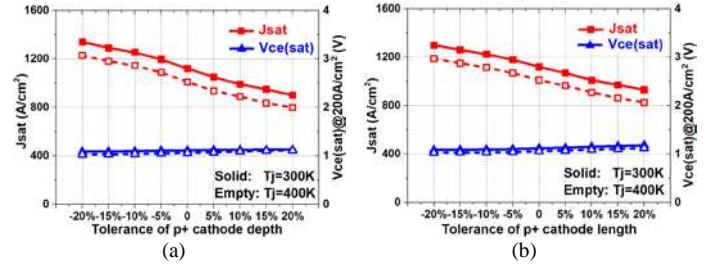 1600
1200
800
400
0
Jsat (A/cm²)
Jsat
Vce(sat)
4
3
2
1
0
Vce(sat)@200A/cm² (V)
Solid: Tj=300K
Empty: Tj=400K
-20% -15% -10% -5% 0 5% 10% 15% 20%
Tolerance of p+ cathode depth
(a)
1600
1200
800
400
0
Jsat (A/cm²)
Jsat
Vce(sat)
4
3
2
1
0
Vce(sat)@200A/cm² (V)
Solid: Tj=300K
Empty: Tj=400K
-20% -15% -10% -5% 0 5% 10% 15% 20%
Tolerance of p+ cathode length
(b)